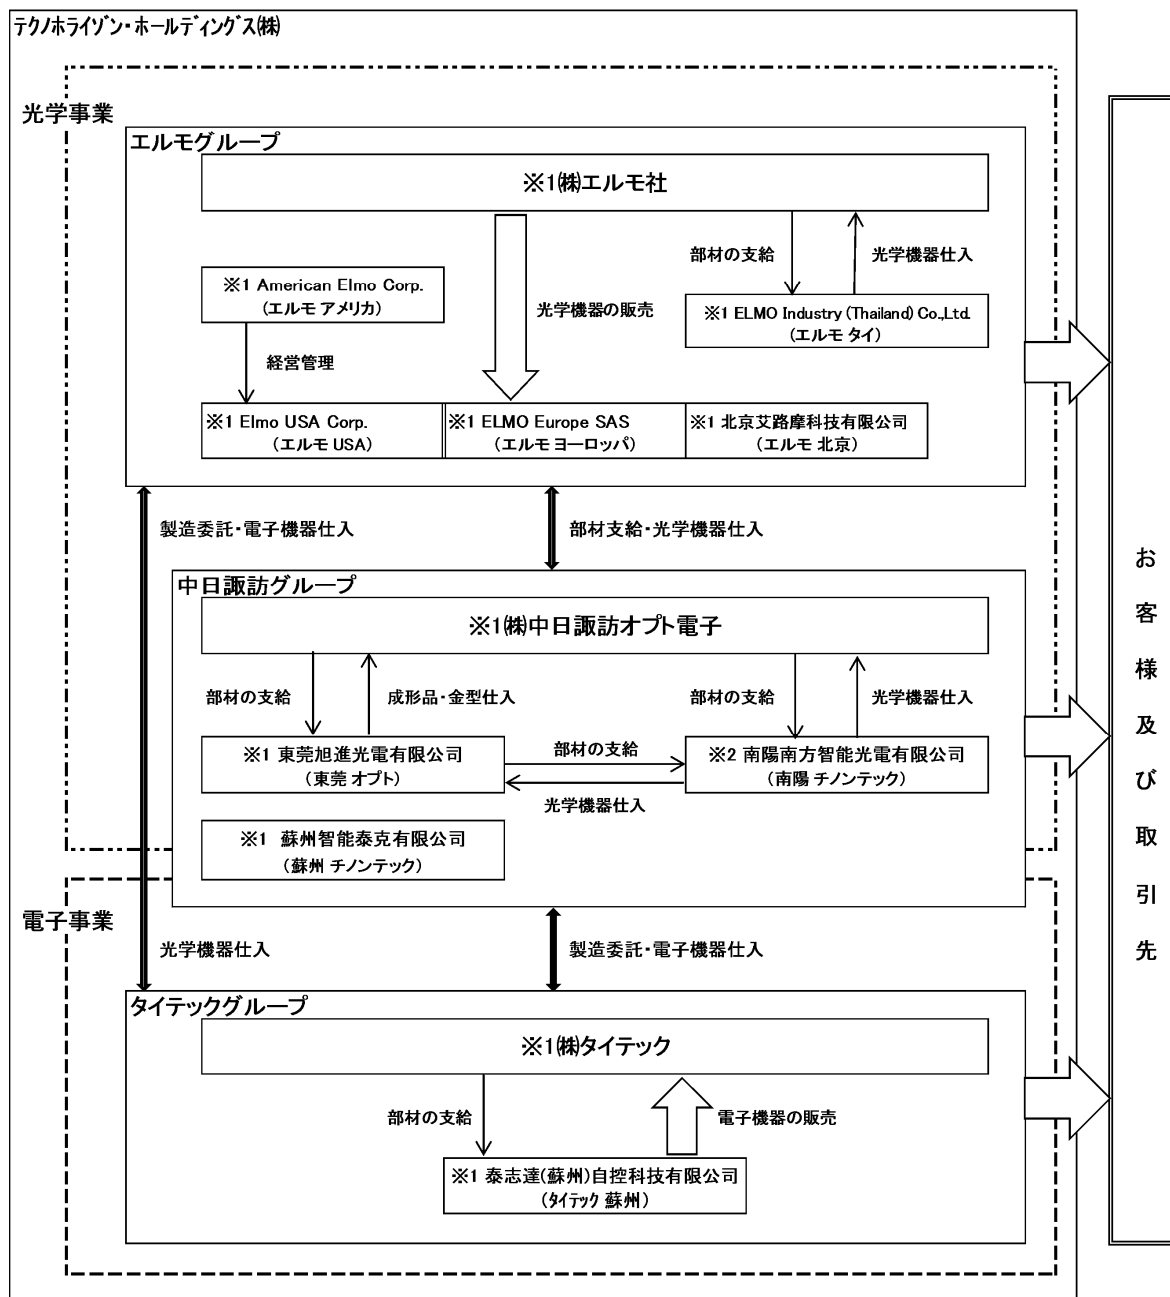 テクノホライゾン・ホールディングス㈱
光学事業
エルモグループ
※1㈱エルモ社
部材の支給
光学機器仕入
※1 American Elmo Corp.
(エルモ アメリカ)
光学機器の販売
※1 ELMO Industry (Thailand) Co.,Ltd.
(エルモ タイ)
経営管理
※1 Elmo USA Corp.
(エルモ USA)
※1 ELMO Europe SAS
(エルモ ヨーロッパ)
※1 北京艾路摩科技有限公司
(エルモ 北京)
製造委託・電子機器仕入
部材支給・光学機器仕入
中日諏訪グループ
※1㈱中日諏訪オプト電子
部材の支給
成形品・金型仕入
部材の支給
光学機器仕入
※1 東莞旭進光電有限公司
(東莞 オプト)
部材の支給
光学機器仕入
※2 南陽南方智能光電有限公司
(南陽 チノンテック)
※1 蘇州智能泰克有限公司
(蘇州 チノンテック)
電子事業
光学機器仕入
製造委託・電子機器仕入
タイテックグループ
※1㈱タイテック
部材の支給
電子機器の販売
※1 泰志達(蘇州)自控科技有限公司
(タイテック 蘇州)
お客様及び取引先